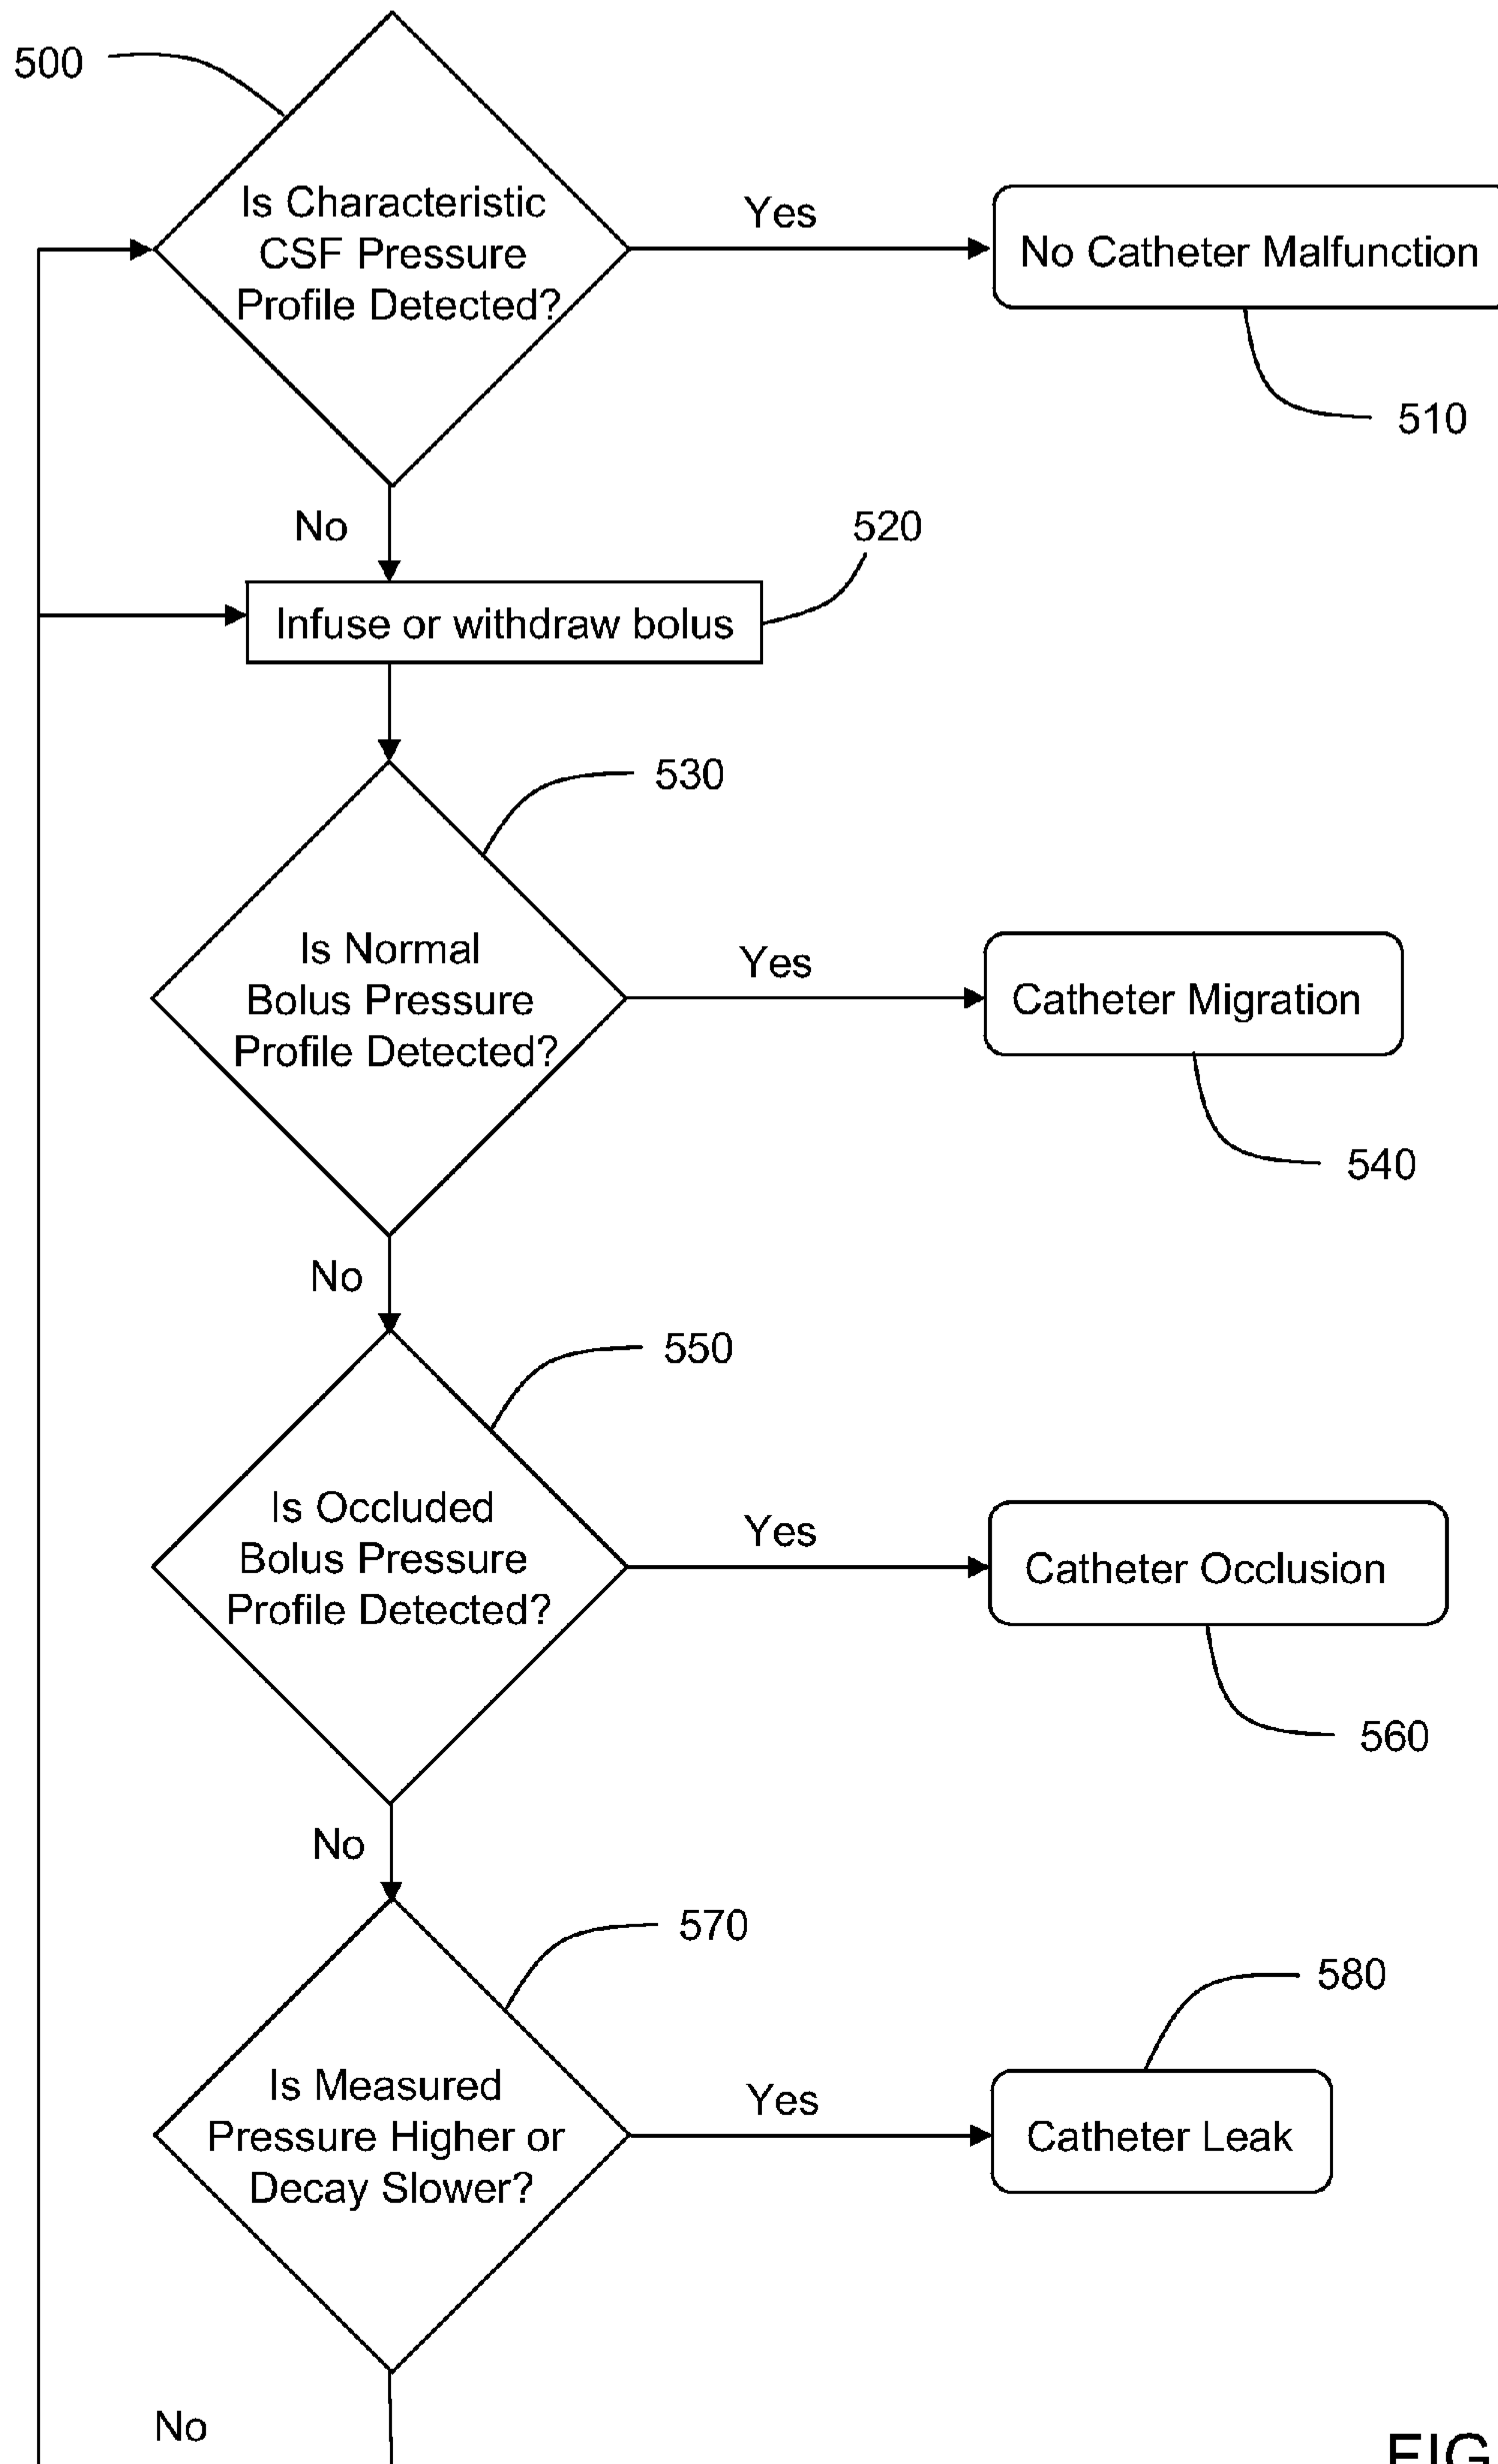 500
Is Characteristic
CSF Pressure
Profile Detected?
Yes
No Catheter Malfunction
510
No
520
Infuse or withdraw bolus
530
Is Normal
Bolus Pressure
Profile Detected?
Yes
Catheter Migration
540
No
550
Is Occluded
Bolus Pressure
Profile Detected?
Yes
Catheter Occlusion
560
No
570
580
Is Measured
Pressure Higher or
Decay Slower?
Yes
Catheter Leak
No
FIG